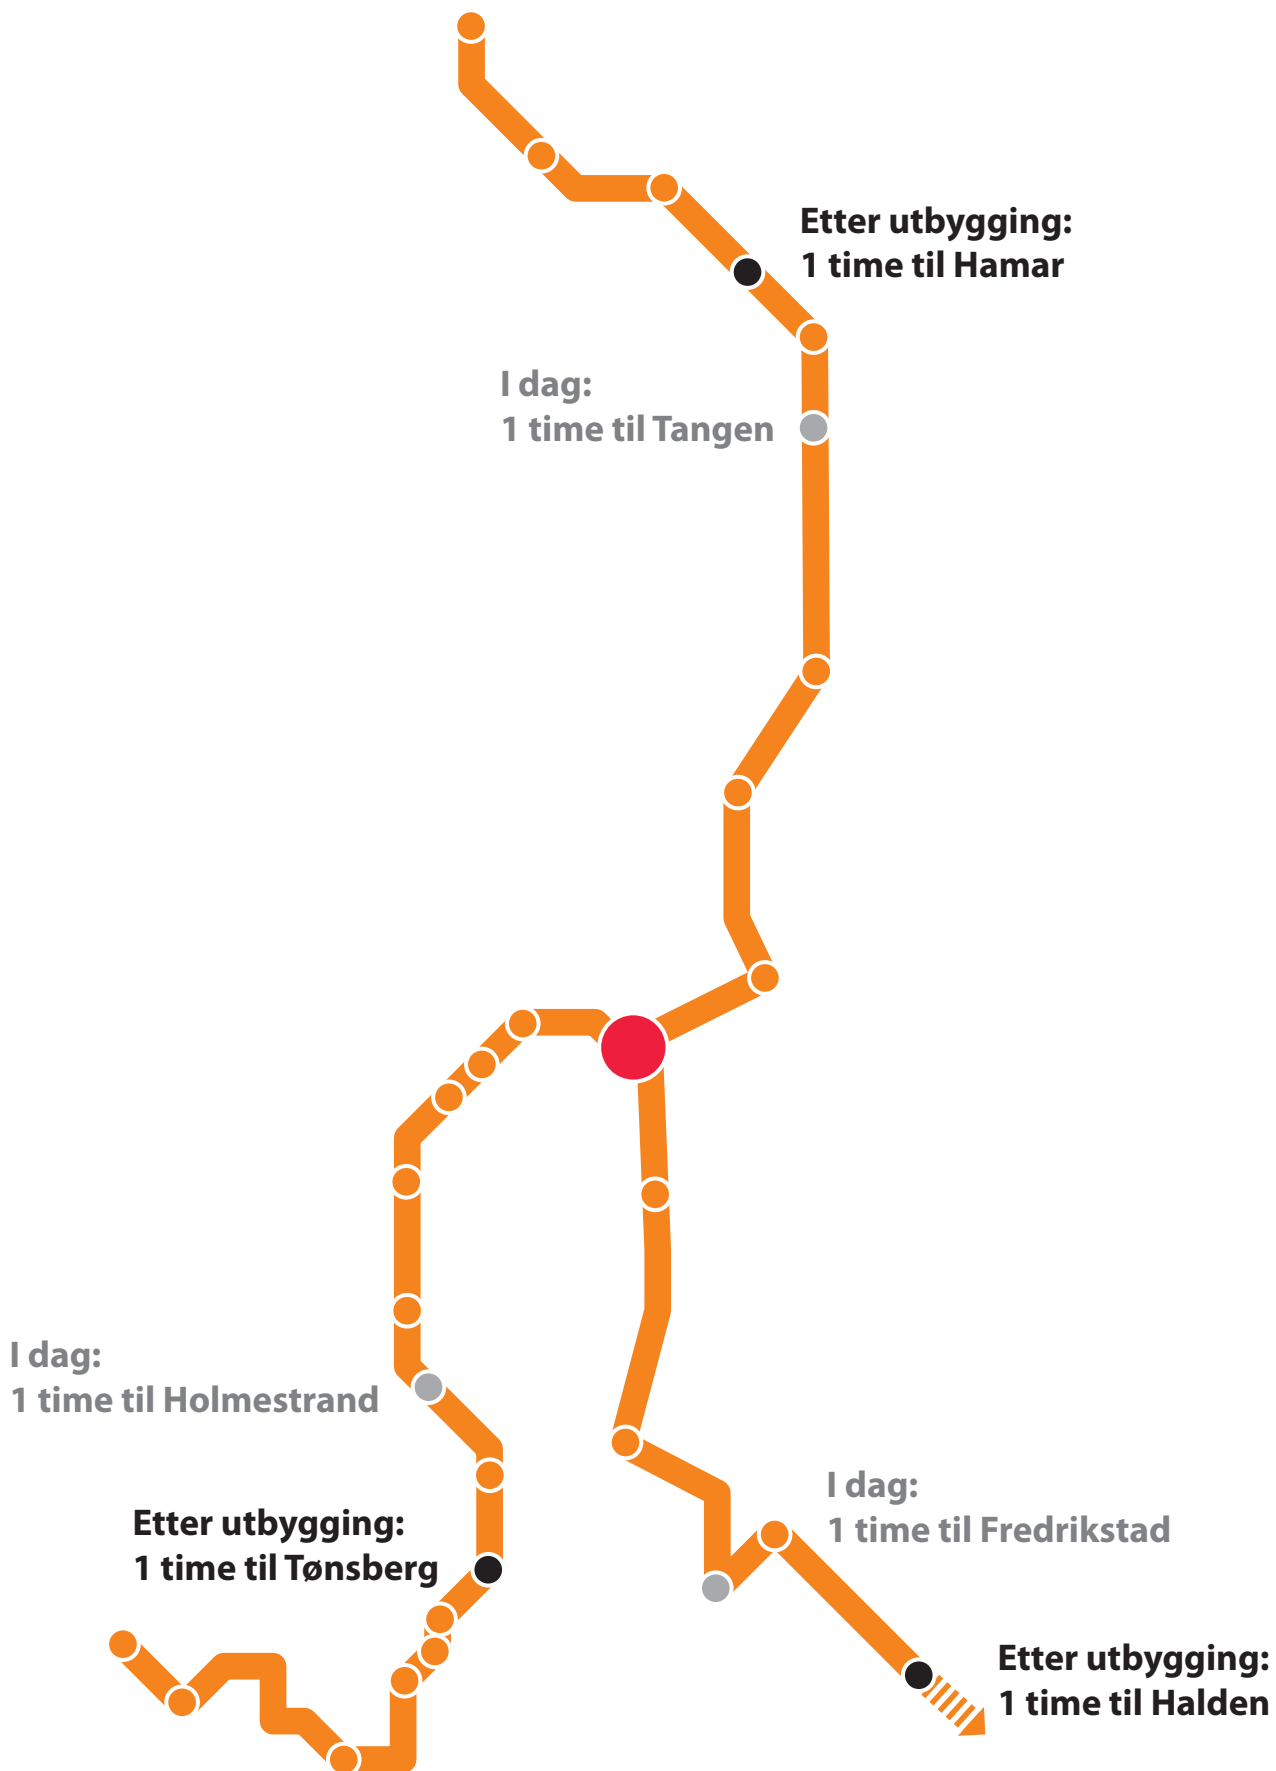 Etter utbygging:
1 time til Hamar
I dag:
1 time til Tangen
I dag:
1 time til Holmestrand
I dag:
1 time til Fredrikstad
Etter utbygging:
1 time til Tønsberg
Etter utbygging:
1 time til Halden